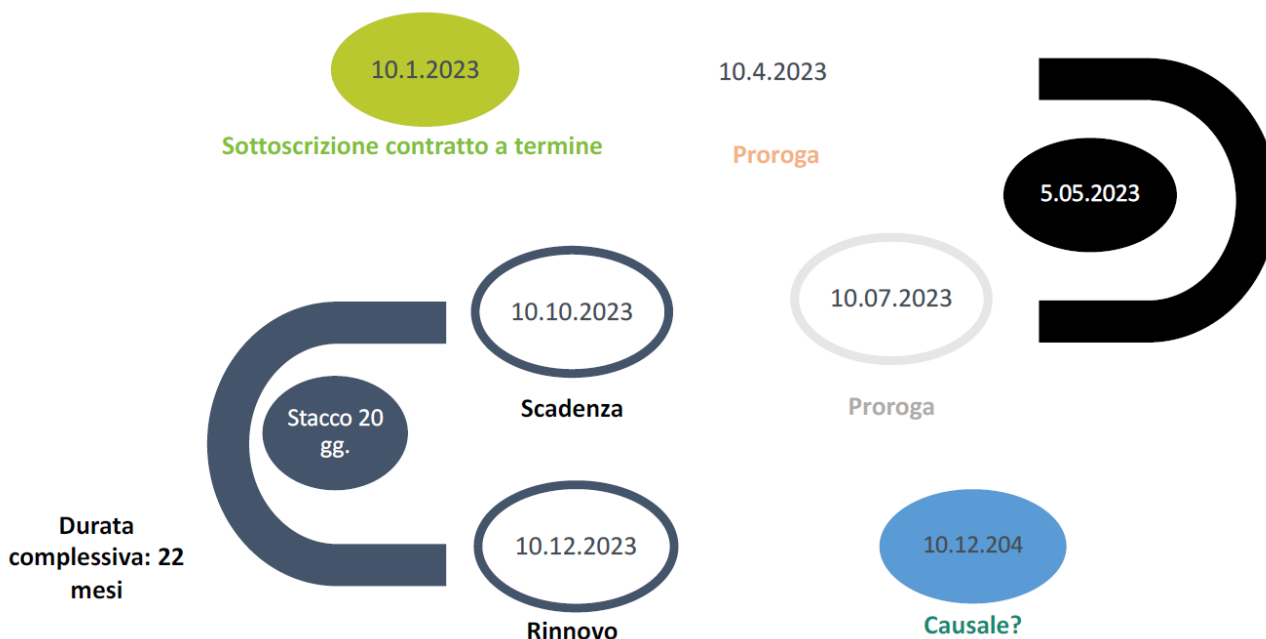 10.1.2023
Sottoscrizione contratto a termine
10.4.2023
Proroga
5.05.2023
10.07.2023
Proroga
10.10.2023
Scadenza
Stacco 20
gg.
Durata
complessiva: 22
mesi
10.12.2023
Rinnovo
10.12.204
Causale?